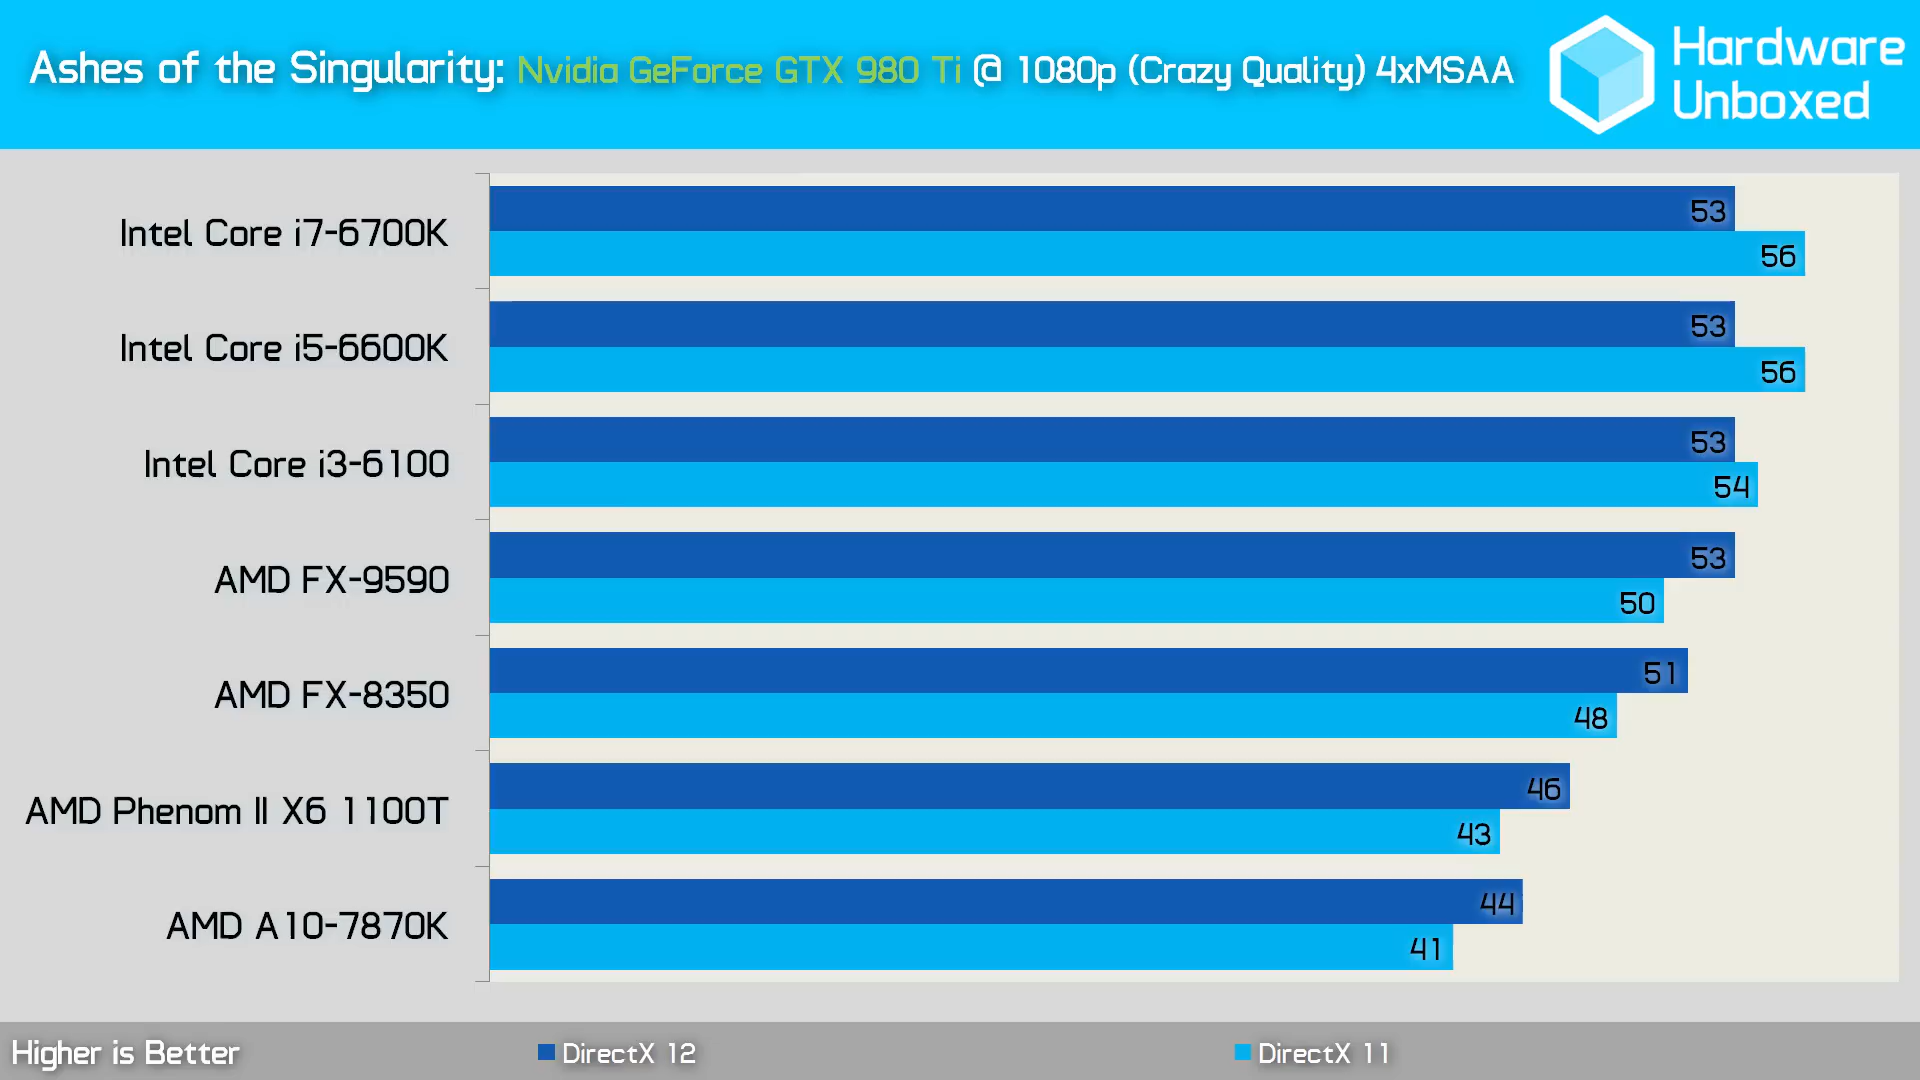 Ashes of the Singularity: Nvidia GeForce GTX 980 Ti @ 1080p (Crazy Quality) 4xMSAA
Hardware
Unboxed
Intel Core i7-6700K
53
56
Intel Core i5-6600K
53
56
Intel Core i3-6100
53
54
AMD FX-9590
53
50
AMD FX-8350
51
48
AMD Phenom II X6 1100T
46
43
AMD A10-7870K
44
41
Higher is Better
DirectX 12
DirectX 11